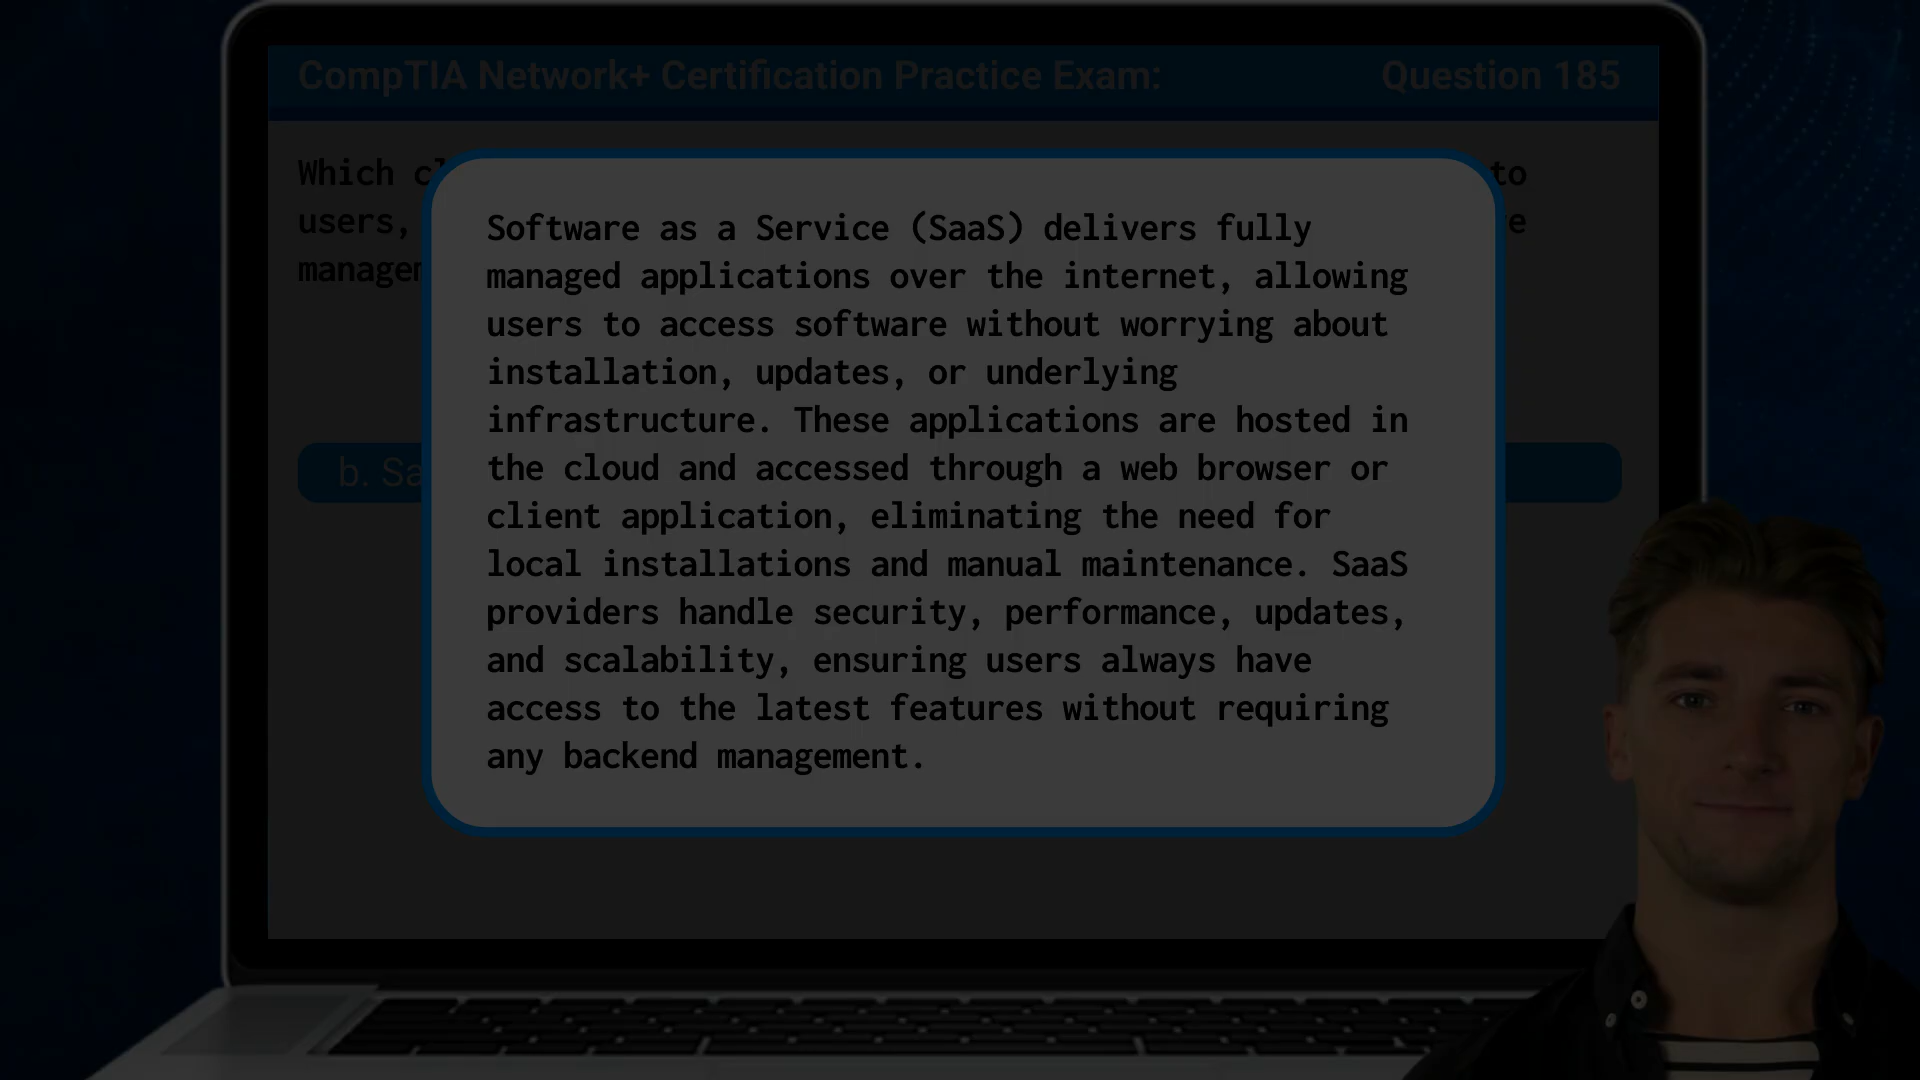 CompTIA Network+ Certification Practice Exam: Question 185
Which to
users,
Software as a Service (SaaS) delivers fully
managed applications over the internet, allowing
users to access software without worrying about
installation, updates, or underlying
infrastructure. These applications are hosted in
the cloud and accessed through a web browser or
client application, eliminating the need for
local installations and manual maintenance. SaaS
providers handle security, performance, updates,
and scalability, ensuring users always have
access to the latest features without requiring
any backend management.
b.